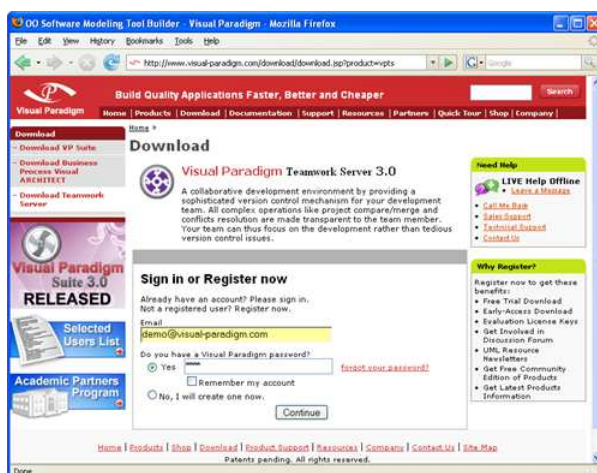 OO Software Modeling Tool Builder - Visual Paradigm - Mozilla Firefox
File Edit View History Bookmarks Tools Help
http://www.visual-paradigm.com/download/download.jsp?product=vpts
Google
Visual Paradigm
Build Quality Applications Faster, Better and Cheaper
Search
Home | Products | Download | Documentation | Support | Resources | Partners | Quick Tour | Shop | Company |
Download
Download VP Suite
Download Business
Process Visual
ARCHITECT
Download Teamwork
Server
Visual Paradigm
Suite 3.0
RELEASED
Selected
Users List
Academic Partners
Program
Home »
Download
Visual Paradigm Teamwork Server 3.0
A collaborative development environment by providing a
sophisticated version control mechanism for your development
team. All complex operations like project compare/merge and
conflicts resolution are made transparent to the team member.
Your team can thus focus on the development rather than tedious
version control issues.
Sign in or Register now
Already have an account? Please sign in.
Not a registered user? Register now.
Email
demo@visual-paradigm.com
Do you have a Visual Paradigm password?
Yes
forgot your password?
Remember my account
No, I will create one now.
Continue
Need Help
LIVE Help Offline
Leave a Message
Call Me Back
Sales Support
Technical Support
Contact Us
Why Register?
Register now to get these
benefits:
Free Trial Download
Early-Access Download
Evaluation License Keys
Get Involved in
Discussion Forum
UML Resource
Newsletters
Get Free Community
Edition of Products
Get Latest Products
Information
Home | Products | Shop | Download | Product Support | Resources | Company | Contact Us | Site Map
Patents pending. All rights reserved.
Done